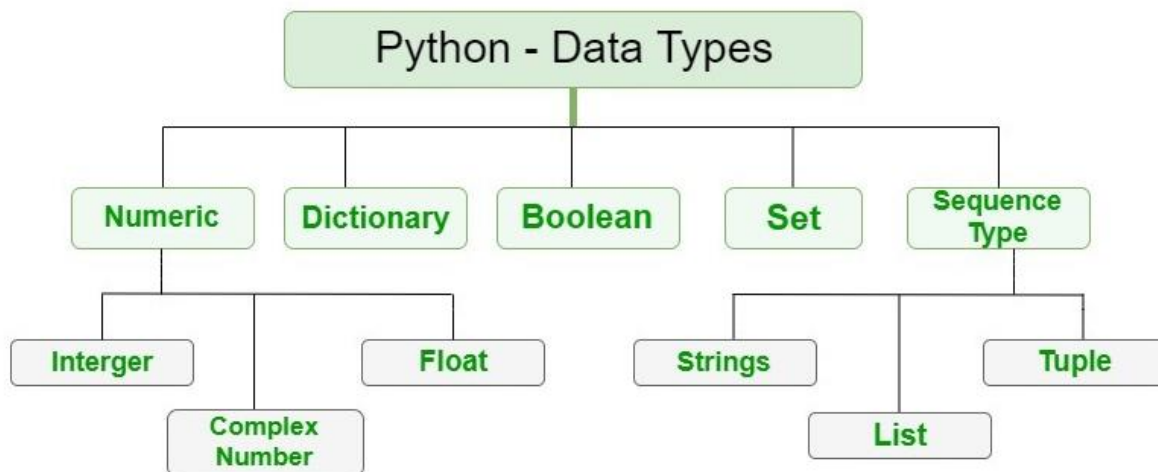 Python - Data Types
Numeric
Dictionary
Boolean
Set
Sequence
Type
Interger
Float
Strings
Tuple
Complex
Number
List